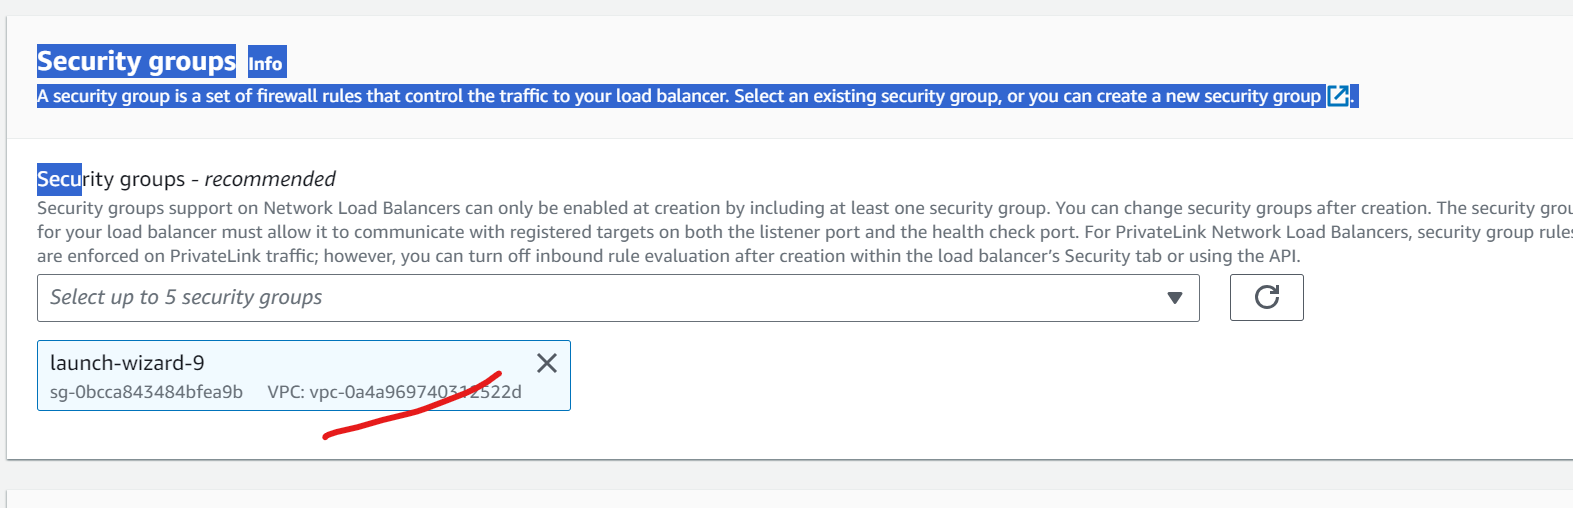 Security groups Info
A security group is a set of firewall rules that control the traffic to your load balancer. Select an existing security group, or you can create a new security group.
Security groups - recommended
Security groups support on Network Load Balancers can only be enabled at creation by including at least one security group. You can change security groups after creation. The security grou
for your load balancer must allow it to communicate with registered targets on both the listener port and the health check port. For PrivateLink Network Load Balancers, security group rules
are enforced on PrivateLink traffic; however, you can turn off inbound rule evaluation after creation within the load balancer's Security tab or using the API.
Select up to 5 security groups
launch-wizard-9
sg-0bcca843484bfea9b VPC: vpc-0a4a969740312522d